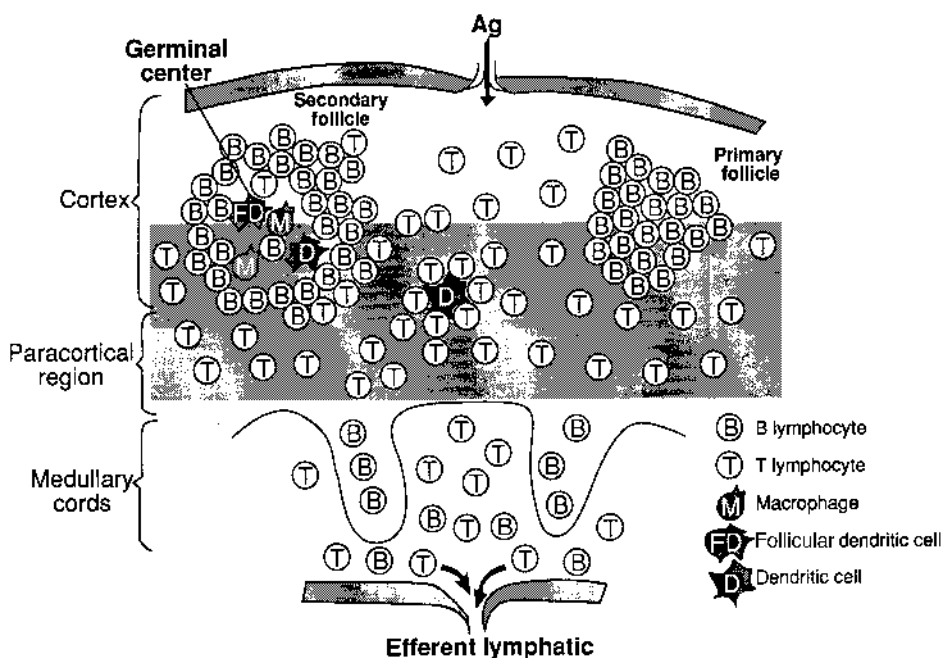 Ag
Germinal
center
Secondary
follicle
Primary
follicle
Cortex
Paracortical
region
Medullary
cords
B B lymphocyte
T T lymphocyte
M Macrophage
FD Follicular dendritic cell
D Dendritic cell
Efferent lymphatic